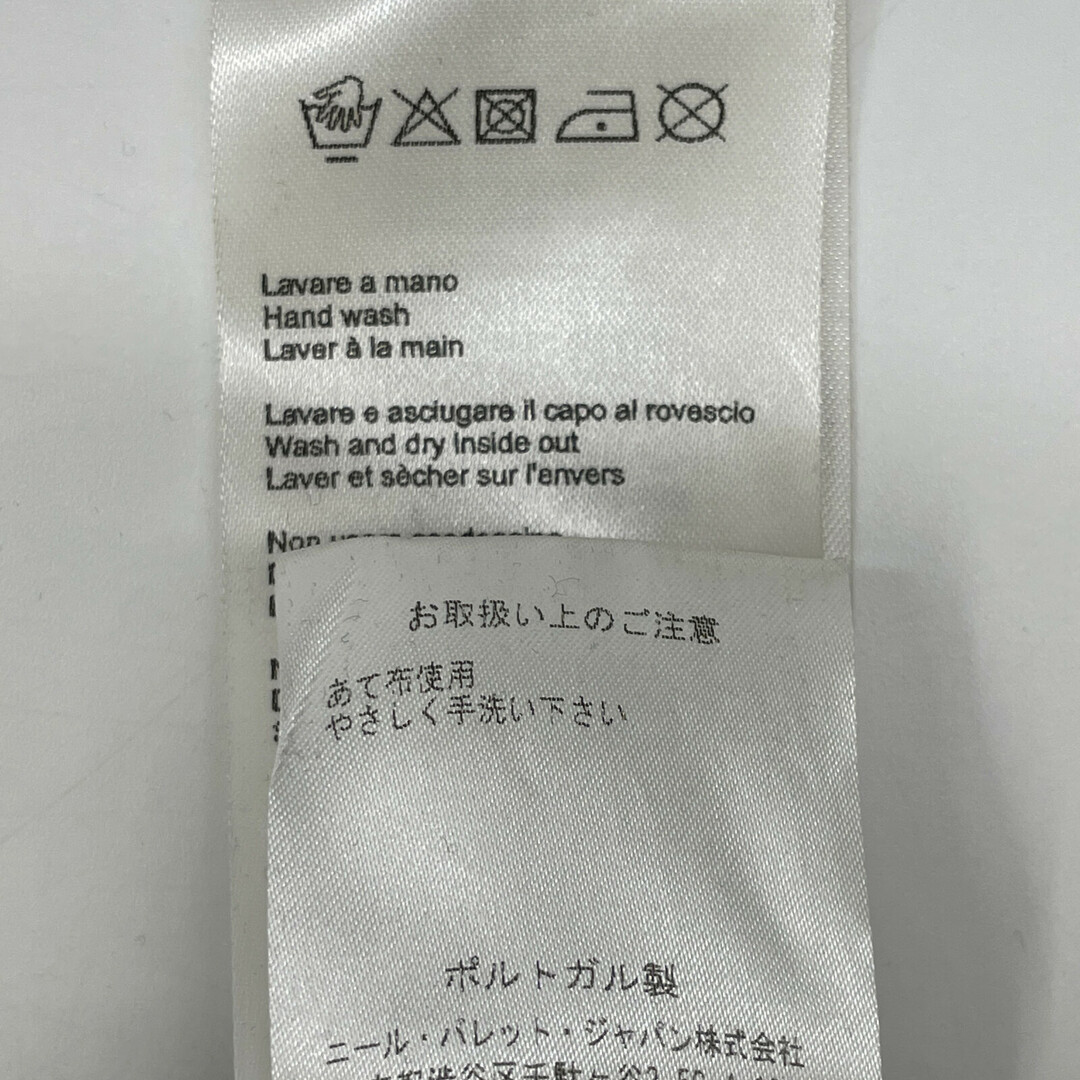 Lavare a mano
Hand wash
Laver à la main
Lavare e asciugare il capo al rovescio
Wash and dry inside out
Laver et sècher sur l'envers
Non
お取扱い上のご注意
あて布使用
やさしく手洗い下さい
ポルトガル製
ニール・バレット・ジャパン株式会社